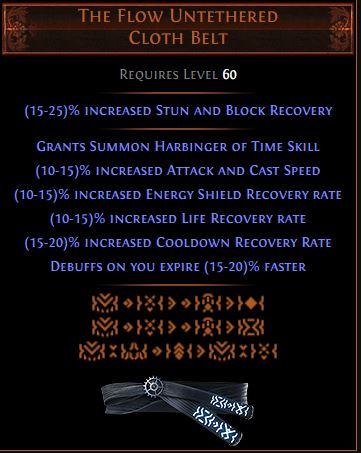 The Flow Untethered
Cloth Belt
Requires Level 60
(15-25)% increased Stun and Block Recovery
Grants Summon Harbinger of Time Skill
(10-15)% increased Attack and Cast Speed
(10-15)% increased Energy Shield Recovery rate
(10-15)% increased Life Recovery rate
(15-20)% increased Cooldown Recovery Rate
Debuffs on you expire (15-20)% faster